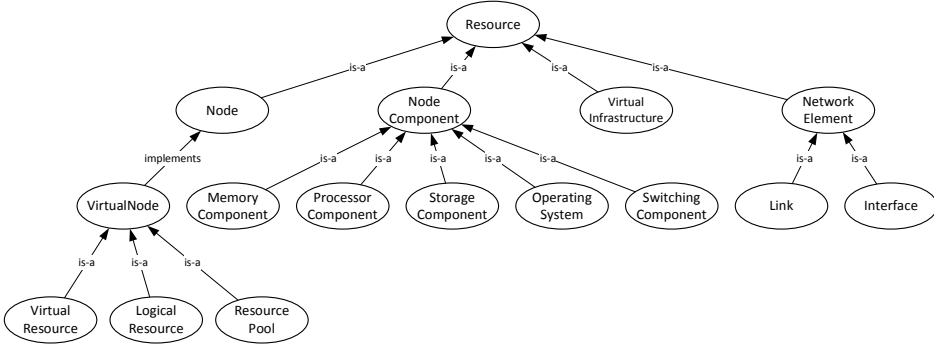 Resource
is-a
is-a
is-a
is-a
Node
Node
Component
Virtual
Infrastructure
Network
Element
implements
is-a
is-a
is-a
is-a
is-a
is-a
is-a
VirtualNode
Memory
Component
Processor
Component
Storage
Component
Operating
System
Switching
Component
Link
Interface
is-a
is-a
is-a
Virtual
Resource
Logical
Resource
Resource
Pool